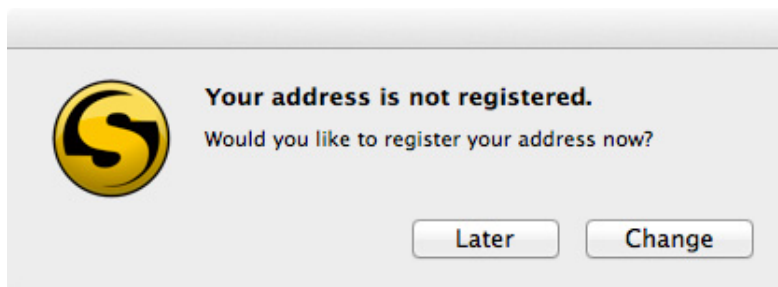 Your address is not registered.
Would you like to register your address now?
Later
Change